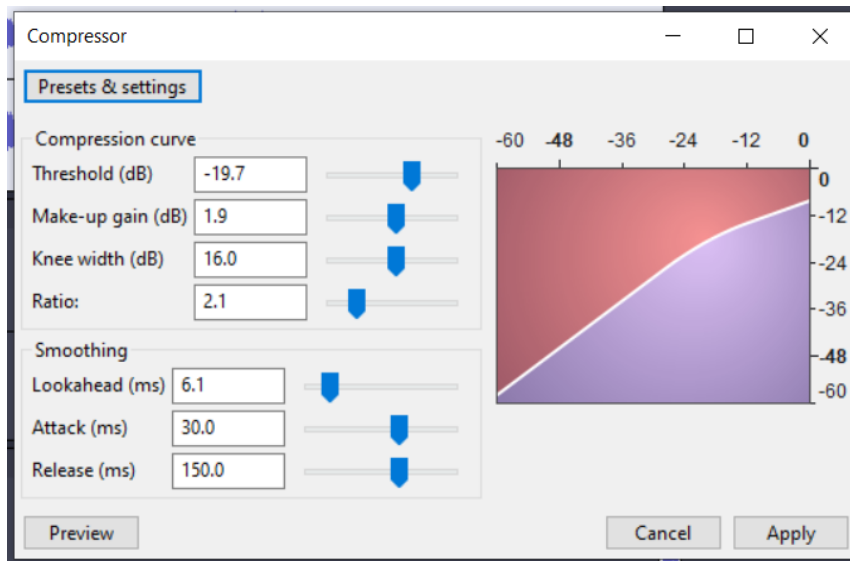 Compressor
Presets & settings
Compression curve
Threshold (dB) -19.7
Make-up gain (dB) 1.9
Knee width (dB) 16.0
Ratio: 2.1
Smoothing
Lookahead (ms) 6.1
Attack (ms) 30.0
Release (ms) 150.0
-60 -48 -36 -24 -12 0
0
-12
-24
-36
-48
-60
Preview Cancel Apply